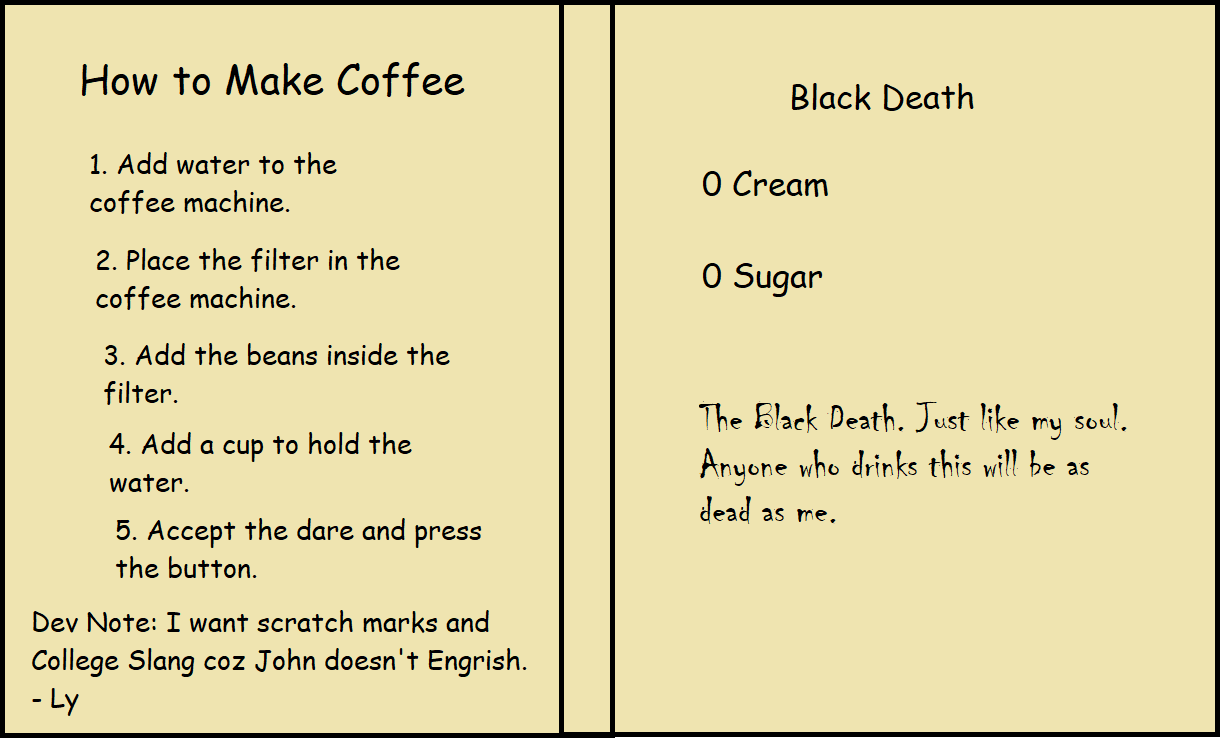 How to Make Coffee
1. Add water to the
coffee machine.
2. Place the filter in the
coffee machine.
3. Add the beans inside the
filter.
4. Add a cup to hold the
water.
5. Accept the dare and press
the button.
Dev Note: I want scratch marks and
College Slang coz John doesn't Engrish.
- Ly
Black Death
0 Cream
0 Sugar
The Black Death. Just like my soul.
Anyone who drinks this will be as
dead as me.